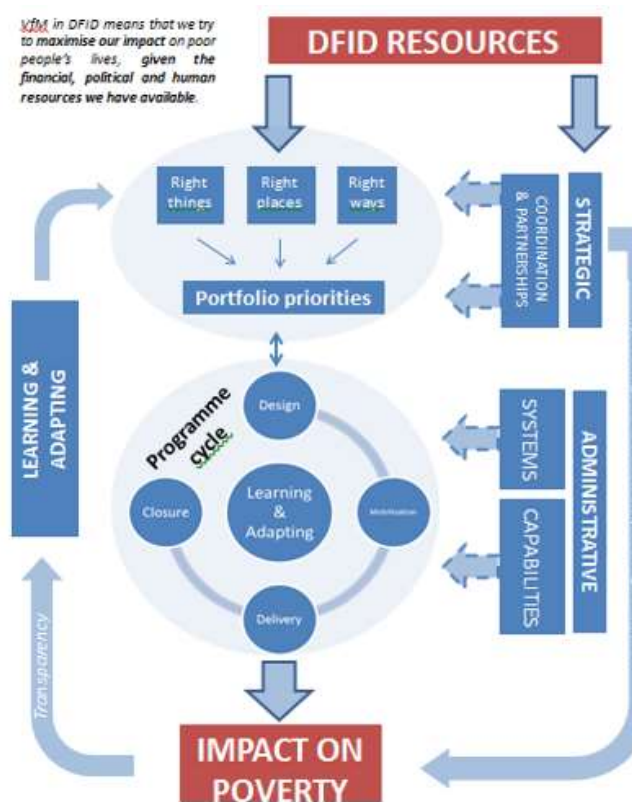 VfM in DFID means that we try
to maximise our impact on poor
people's lives, given the
financial, political and human
resources we have available.
DFID RESOURCES
Right
things
Right
places
Right
ways
Portfolio priorities
COORDINATION
& PARTNERSHIPS
STRATEGIC
LEARNING &
ADAPTING
Programme
cycle
Design
Learning
&
Adapting
Closure
Mobilisation
Delivery
SYSTEMS
CAPABILITIES
ADMINISTRATIVE
Transparency
IMPACT ON
POVERTY